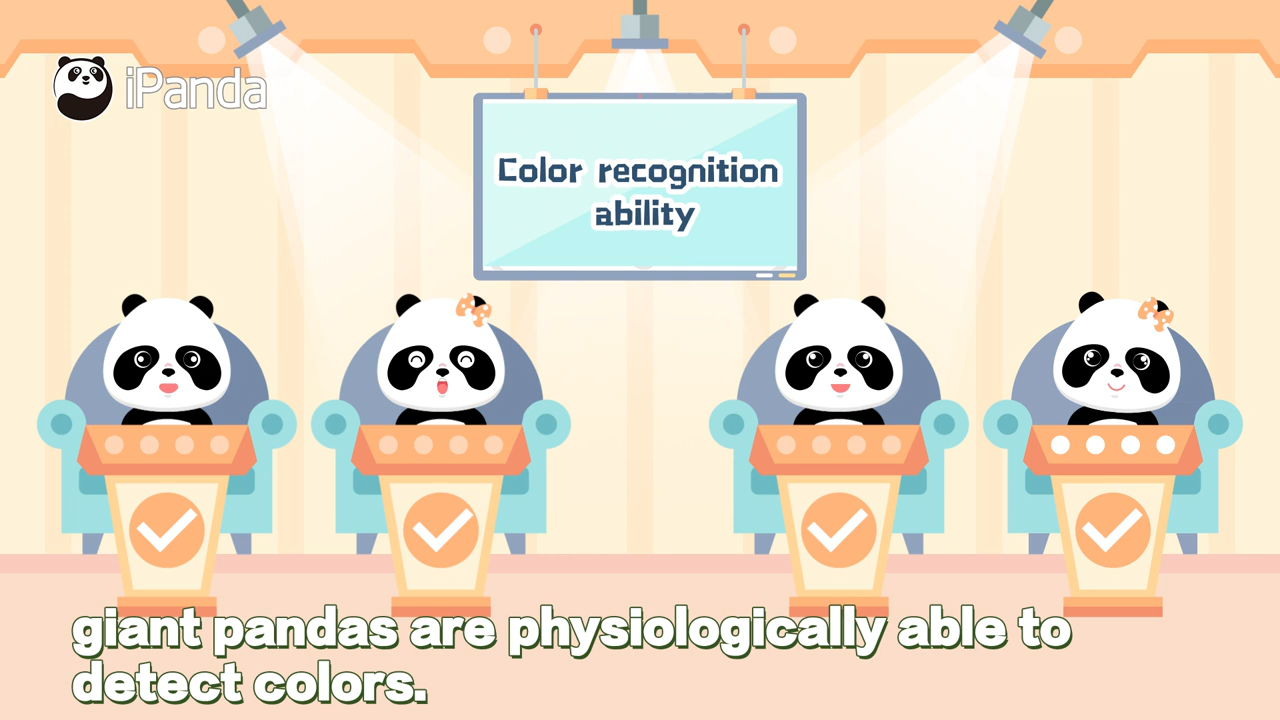 iPanda
Color recognition
ability
giant pandas are physiologically able to
detect colors.